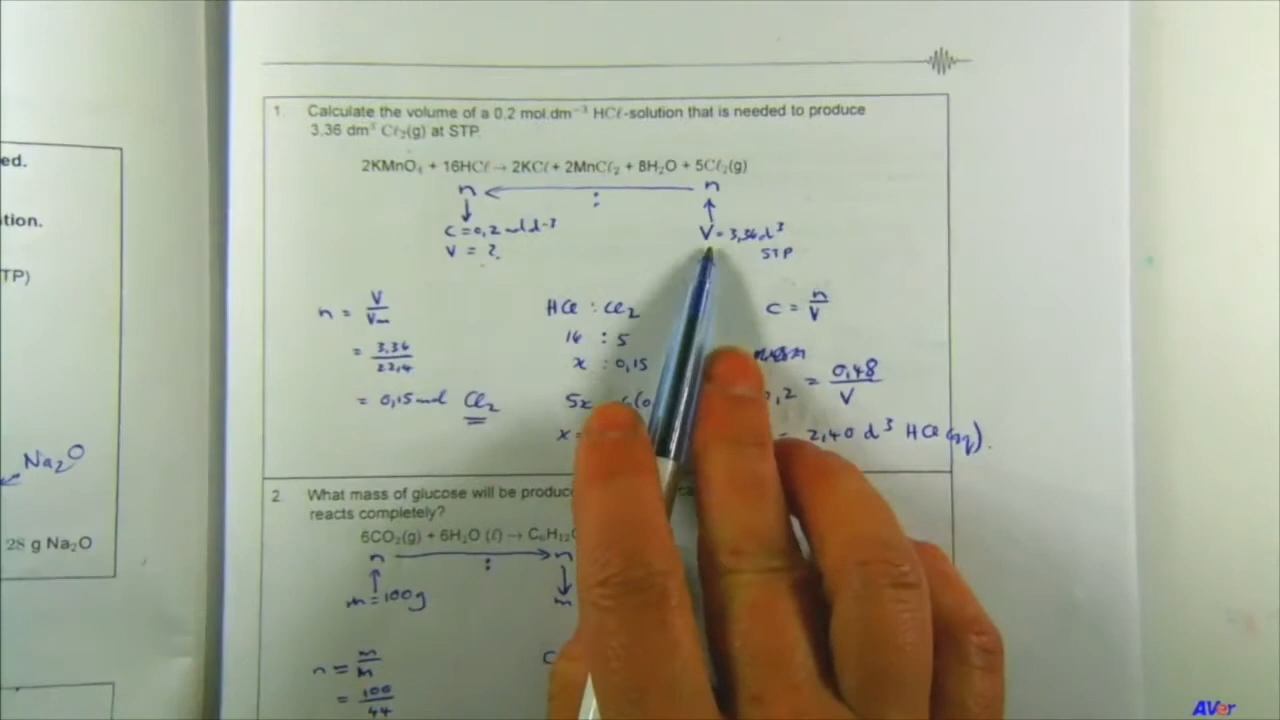 ed.
tion.
TP)
Na₂O
28 g Na₂O
1. Calculate the volume of a 0.2 mol.dm⁻³ HCℓ-solution that is needed to produce
3,36 dm³ Cℓ₂(g) at STP.
2KMnO₄ + 16HCℓ → 2KCℓ + 2MnCℓ₂ + 8H₂O + 5Cℓ₂(g)
n ← : n
c = 0,2 mol d⁻³
V = ?
V = 3,36 d³
STP
n = V/Vm
= 3,36/22,4
= 0,15 mol Cl₂
HCl : Cl₂
16 : 5
x : 0,15
5x
x =
c = n/V
,2 = 0,48/V
= 2,40 d³ HCl (aq).
2. What mass of glucose will be produc
reacts completely?
6CO₂(g) + 6H₂O (ℓ) → C₆H₁₂
n → : n
m = 100g
m
n = m/M
= 100/44
AVer